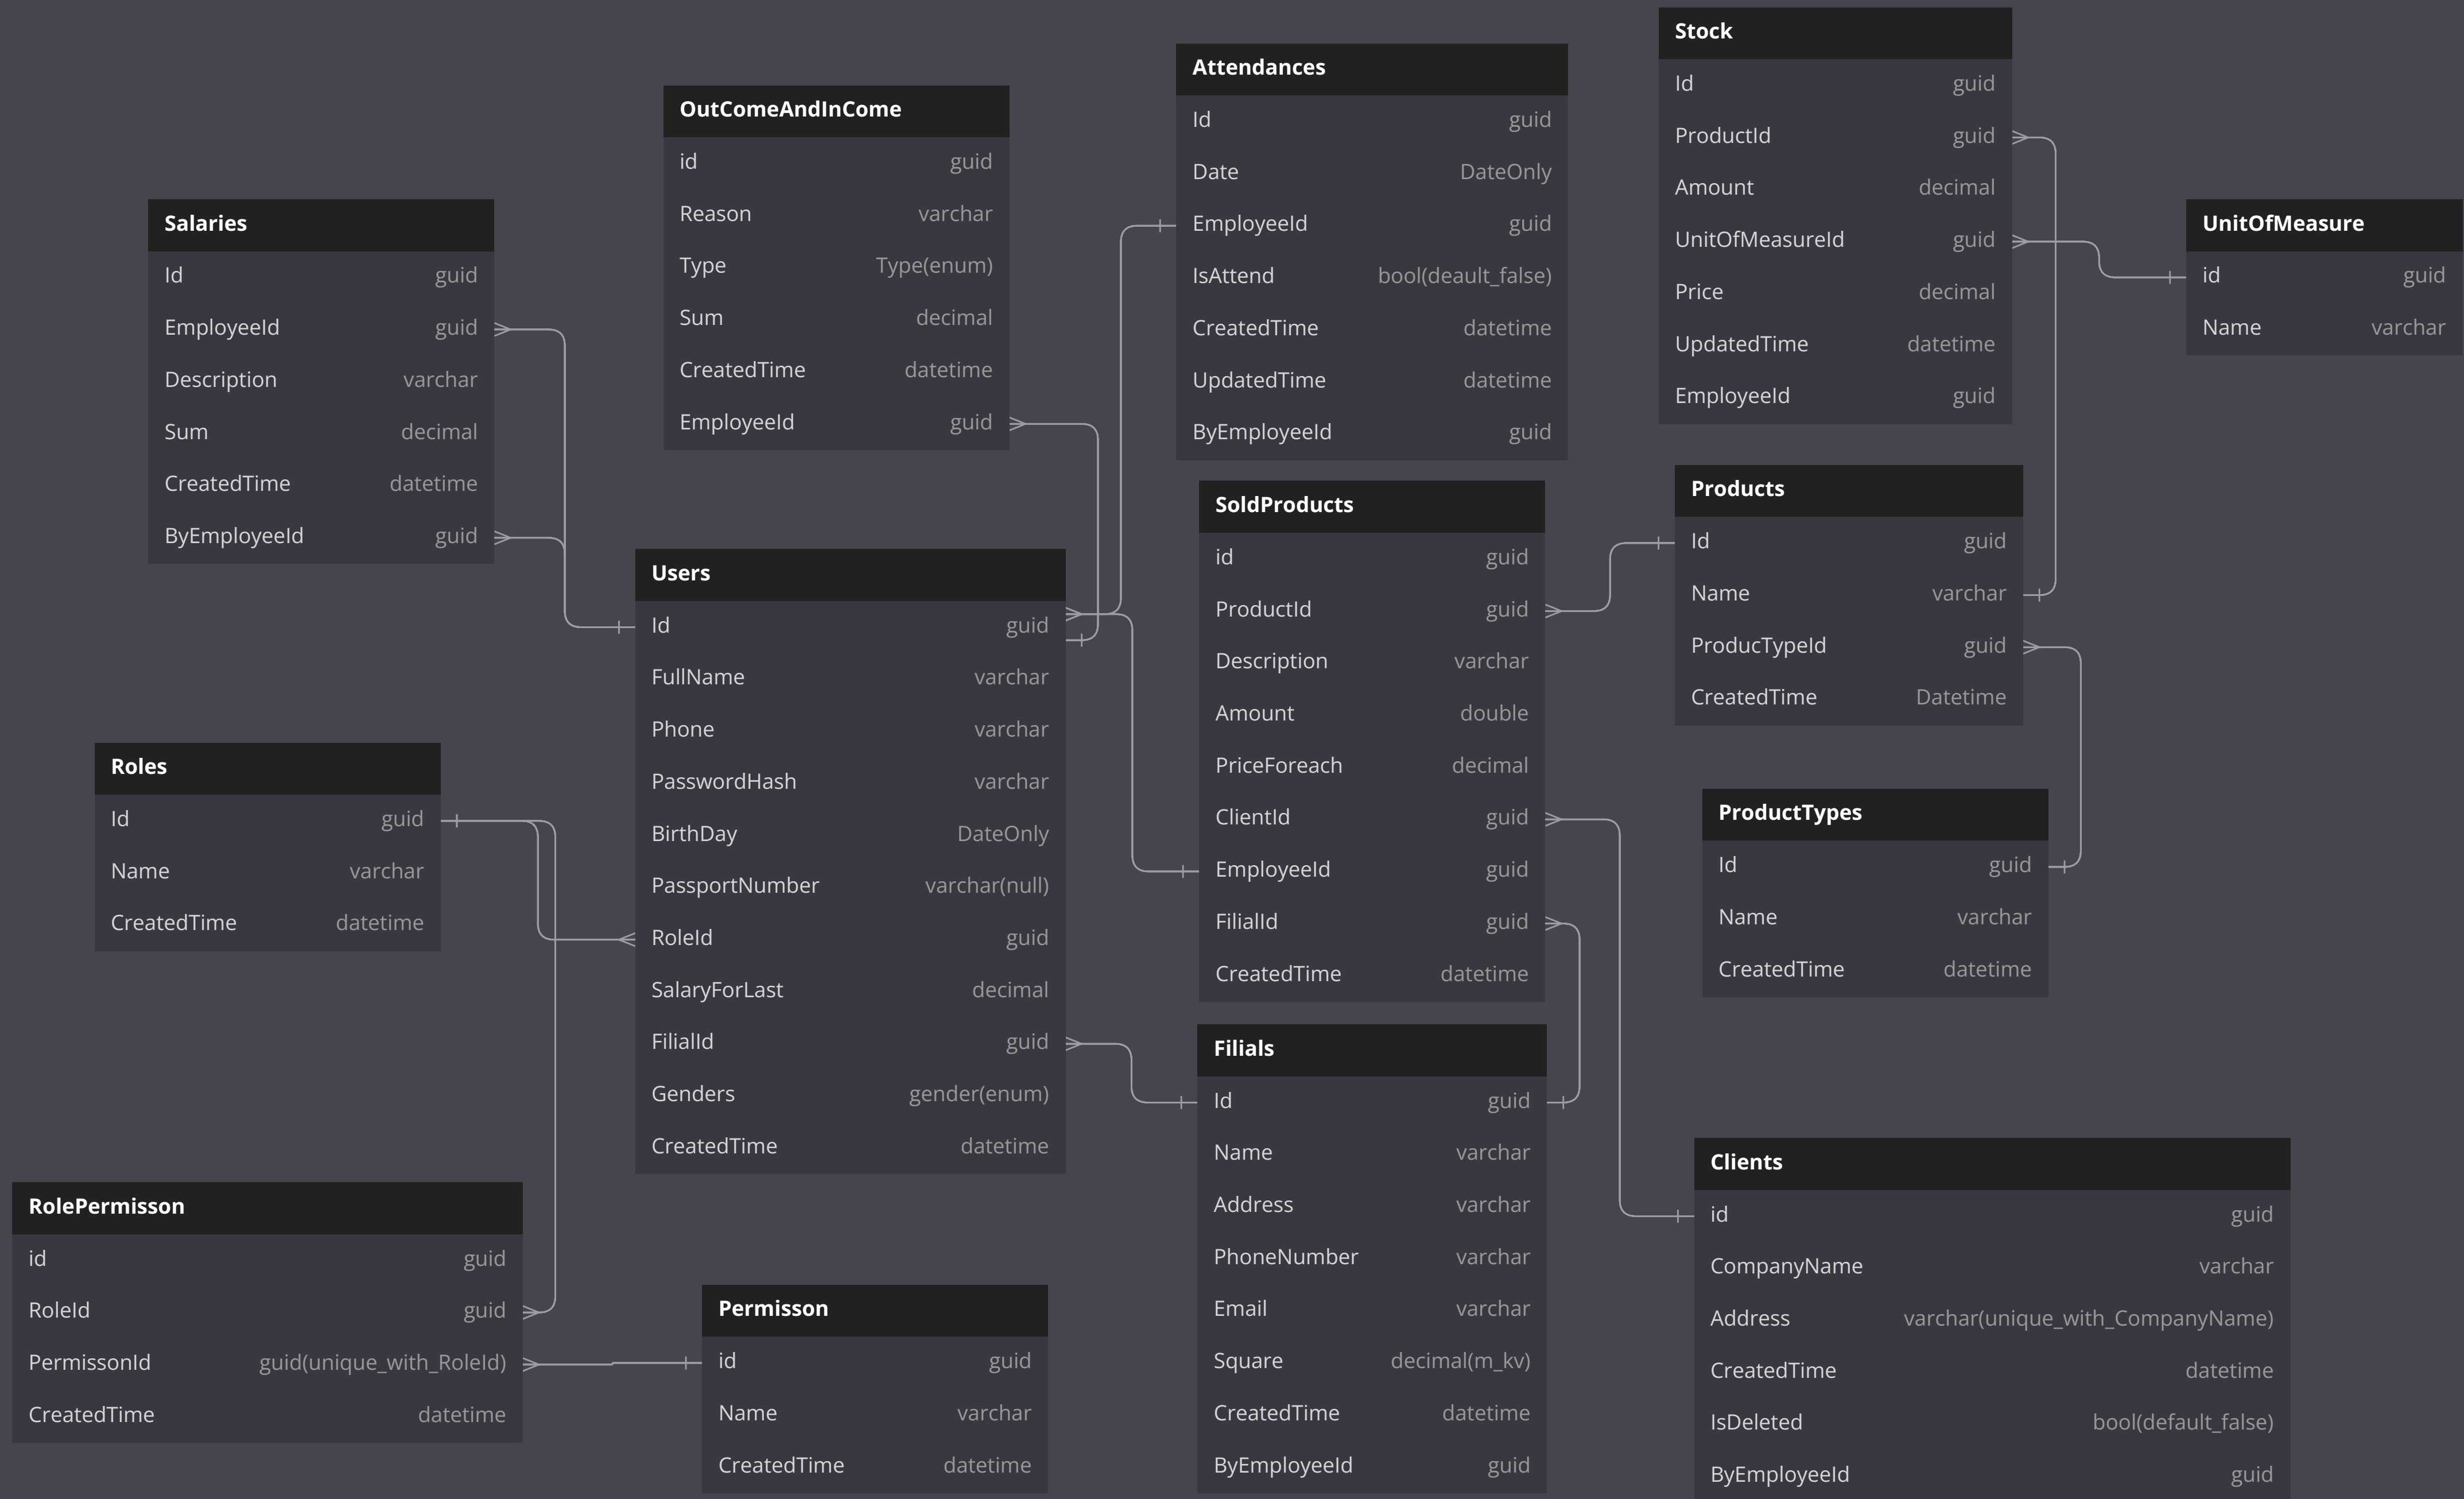 Stock
Id guid
ProductId guid
Amount decimal
UnitOfMeasureId guid
Price decimal
UpdatedTime datetime
EmployeeId guid
Attendances
Id guid
Date DateOnly
EmployeeId guid
IsAttend bool(deault_false)
CreatedTime datetime
UpdatedTime datetime
ByEmployeeId guid
OutComeAndInCome
id guid
Reason varchar
Type Type(enum)
Sum decimal
CreatedTime datetime
EmployeeId guid
Salaries
Id guid
EmployeeId guid
Description varchar
Sum decimal
CreatedTime datetime
ByEmployeeId guid
UnitOfMeasure
id guid
Name varchar
Products
Id guid
Name varchar
ProducTypeId guid
CreatedTime Datetime
SoldProducts
id guid
ProductId guid
Description varchar
Amount double
PriceForeach decimal
ClientId guid
EmployeeId guid
FilialId guid
CreatedTime datetime
Users
Id guid
FullName varchar
Phone varchar
PasswordHash varchar
BirthDay DateOnly
PassportNumber varchar(null)
RoleId guid
SalaryForLast decimal
FilialId guid
Genders gender(enum)
CreatedTime datetime
Roles
Id guid
Name varchar
CreatedTime datetime
ProductTypes
Id guid
Name varchar
CreatedTime datetime
Filials
Id guid
Name varchar
Address varchar
PhoneNumber varchar
Email varchar
Square decimal(m_kv)
CreatedTime datetime
ByEmployeeId guid
Clients
id guid
CompanyName varchar
Address varchar(unique_with_CompanyName)
CreatedTime datetime
IsDeleted bool(default_false)
ByEmployeeId guid
RolePermisson
id guid
RoleId guid
PermissonId guid(unique_with_RoleId)
CreatedTime datetime
Permisson
id guid
Name varchar
CreatedTime datetime